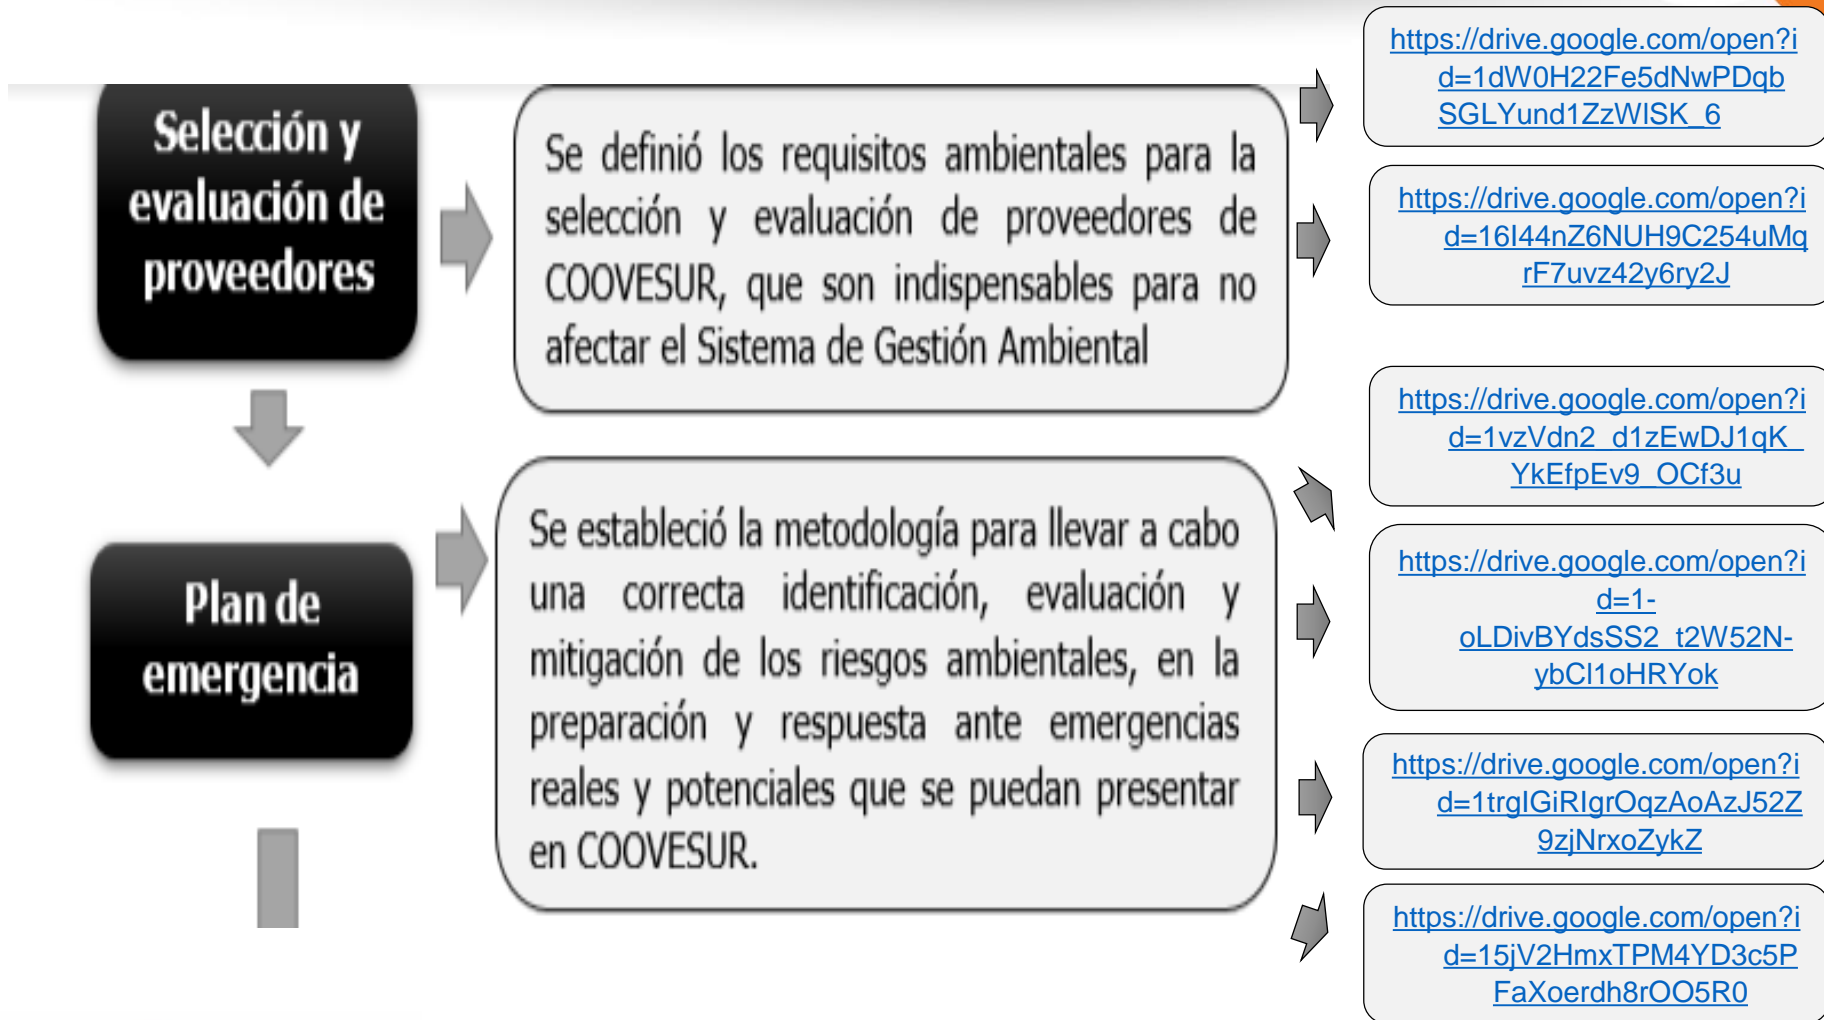 Selección y
evaluación de
proveedores
Se definió los requisitos ambientales para la
selección y evaluación de proveedores de
COOVESUR, que son indispensables para no
afectar el Sistema de Gestión Ambiental
https://drive.google.com/open?i
d=1dW0H22Fe5dNwPDqb
SGLYund1ZzWlSK_6
https://drive.google.com/open?i
d=16I44nZ6NUH9C254uMq
rF7uvz42y6ry2J
Plan de
emergencia
Se estableció la metodología para llevar a cabo
una correcta identificación, evaluación y
mitigación de los riesgos ambientales, en la
preparación y respuesta ante emergencias
reales y potenciales que se puedan presentar
en COOVESUR.
https://drive.google.com/open?i
d=1vzVdn2_d1zEwDJ1qK_
YkEfpEv9_OCf3u
https://drive.google.com/open?i
d=1-
oLDivBYdsSS2_t2W52N-
ybCl1oHRYok
https://drive.google.com/open?i
d=1trgIGiRIgrOqzAoAzJ52Z
9zjNrxoZykZ
https://drive.google.com/open?i
d=15jV2HmxTPM4YD3c5P
FaXoerdh8rOO5R0